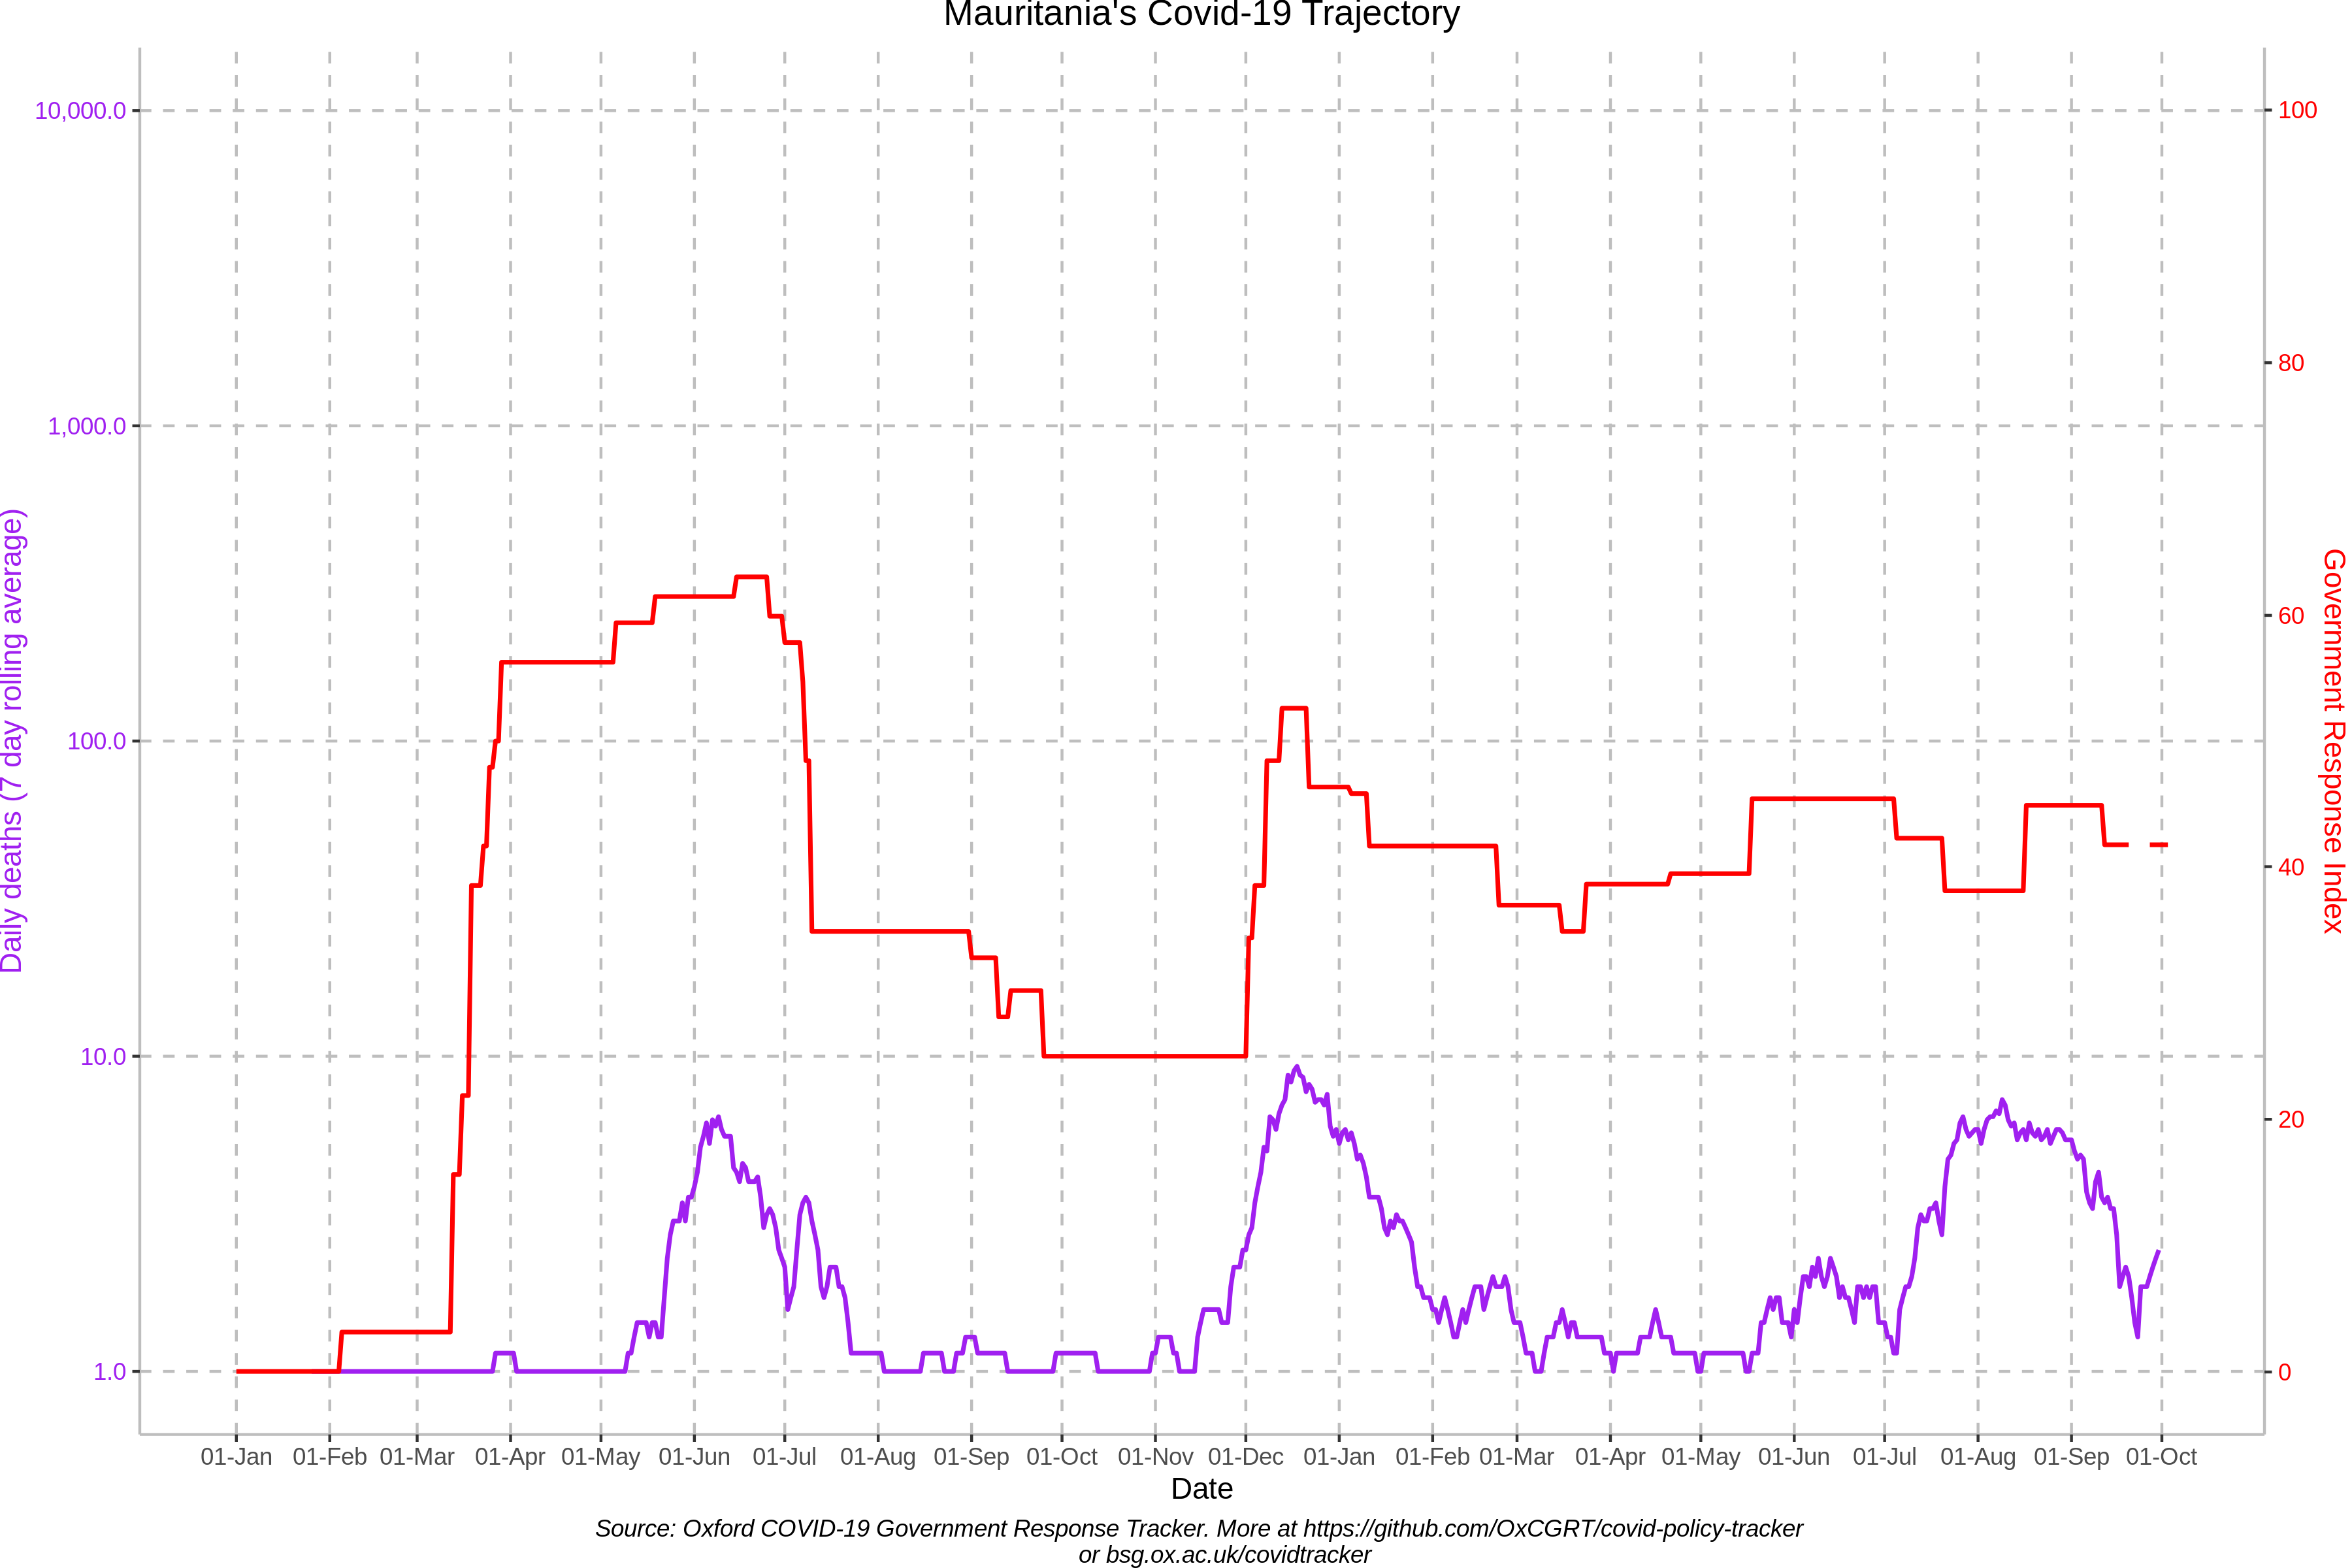 Mauritania's Covid-19 Trajectory
10,000.0
1,000.0
100.0
10.0
1.0
Daily deaths (7 day rolling average)
100
80
60
40
20
0
Government Response Index
01-Jan 01-Feb 01-Mar 01-Apr 01-May 01-Jun 01-Jul 01-Aug 01-Sep 01-Oct 01-Nov 01-Dec 01-Jan 01-Feb 01-Mar 01-Apr 01-May 01-Jun 01-Jul 01-Aug 01-Sep 01-Oct
Date
Source: Oxford COVID-19 Government Response Tracker. More at https://github.com/OxCGRT/covid-policy-tracker
or bsg.ox.ac.uk/covidtracker